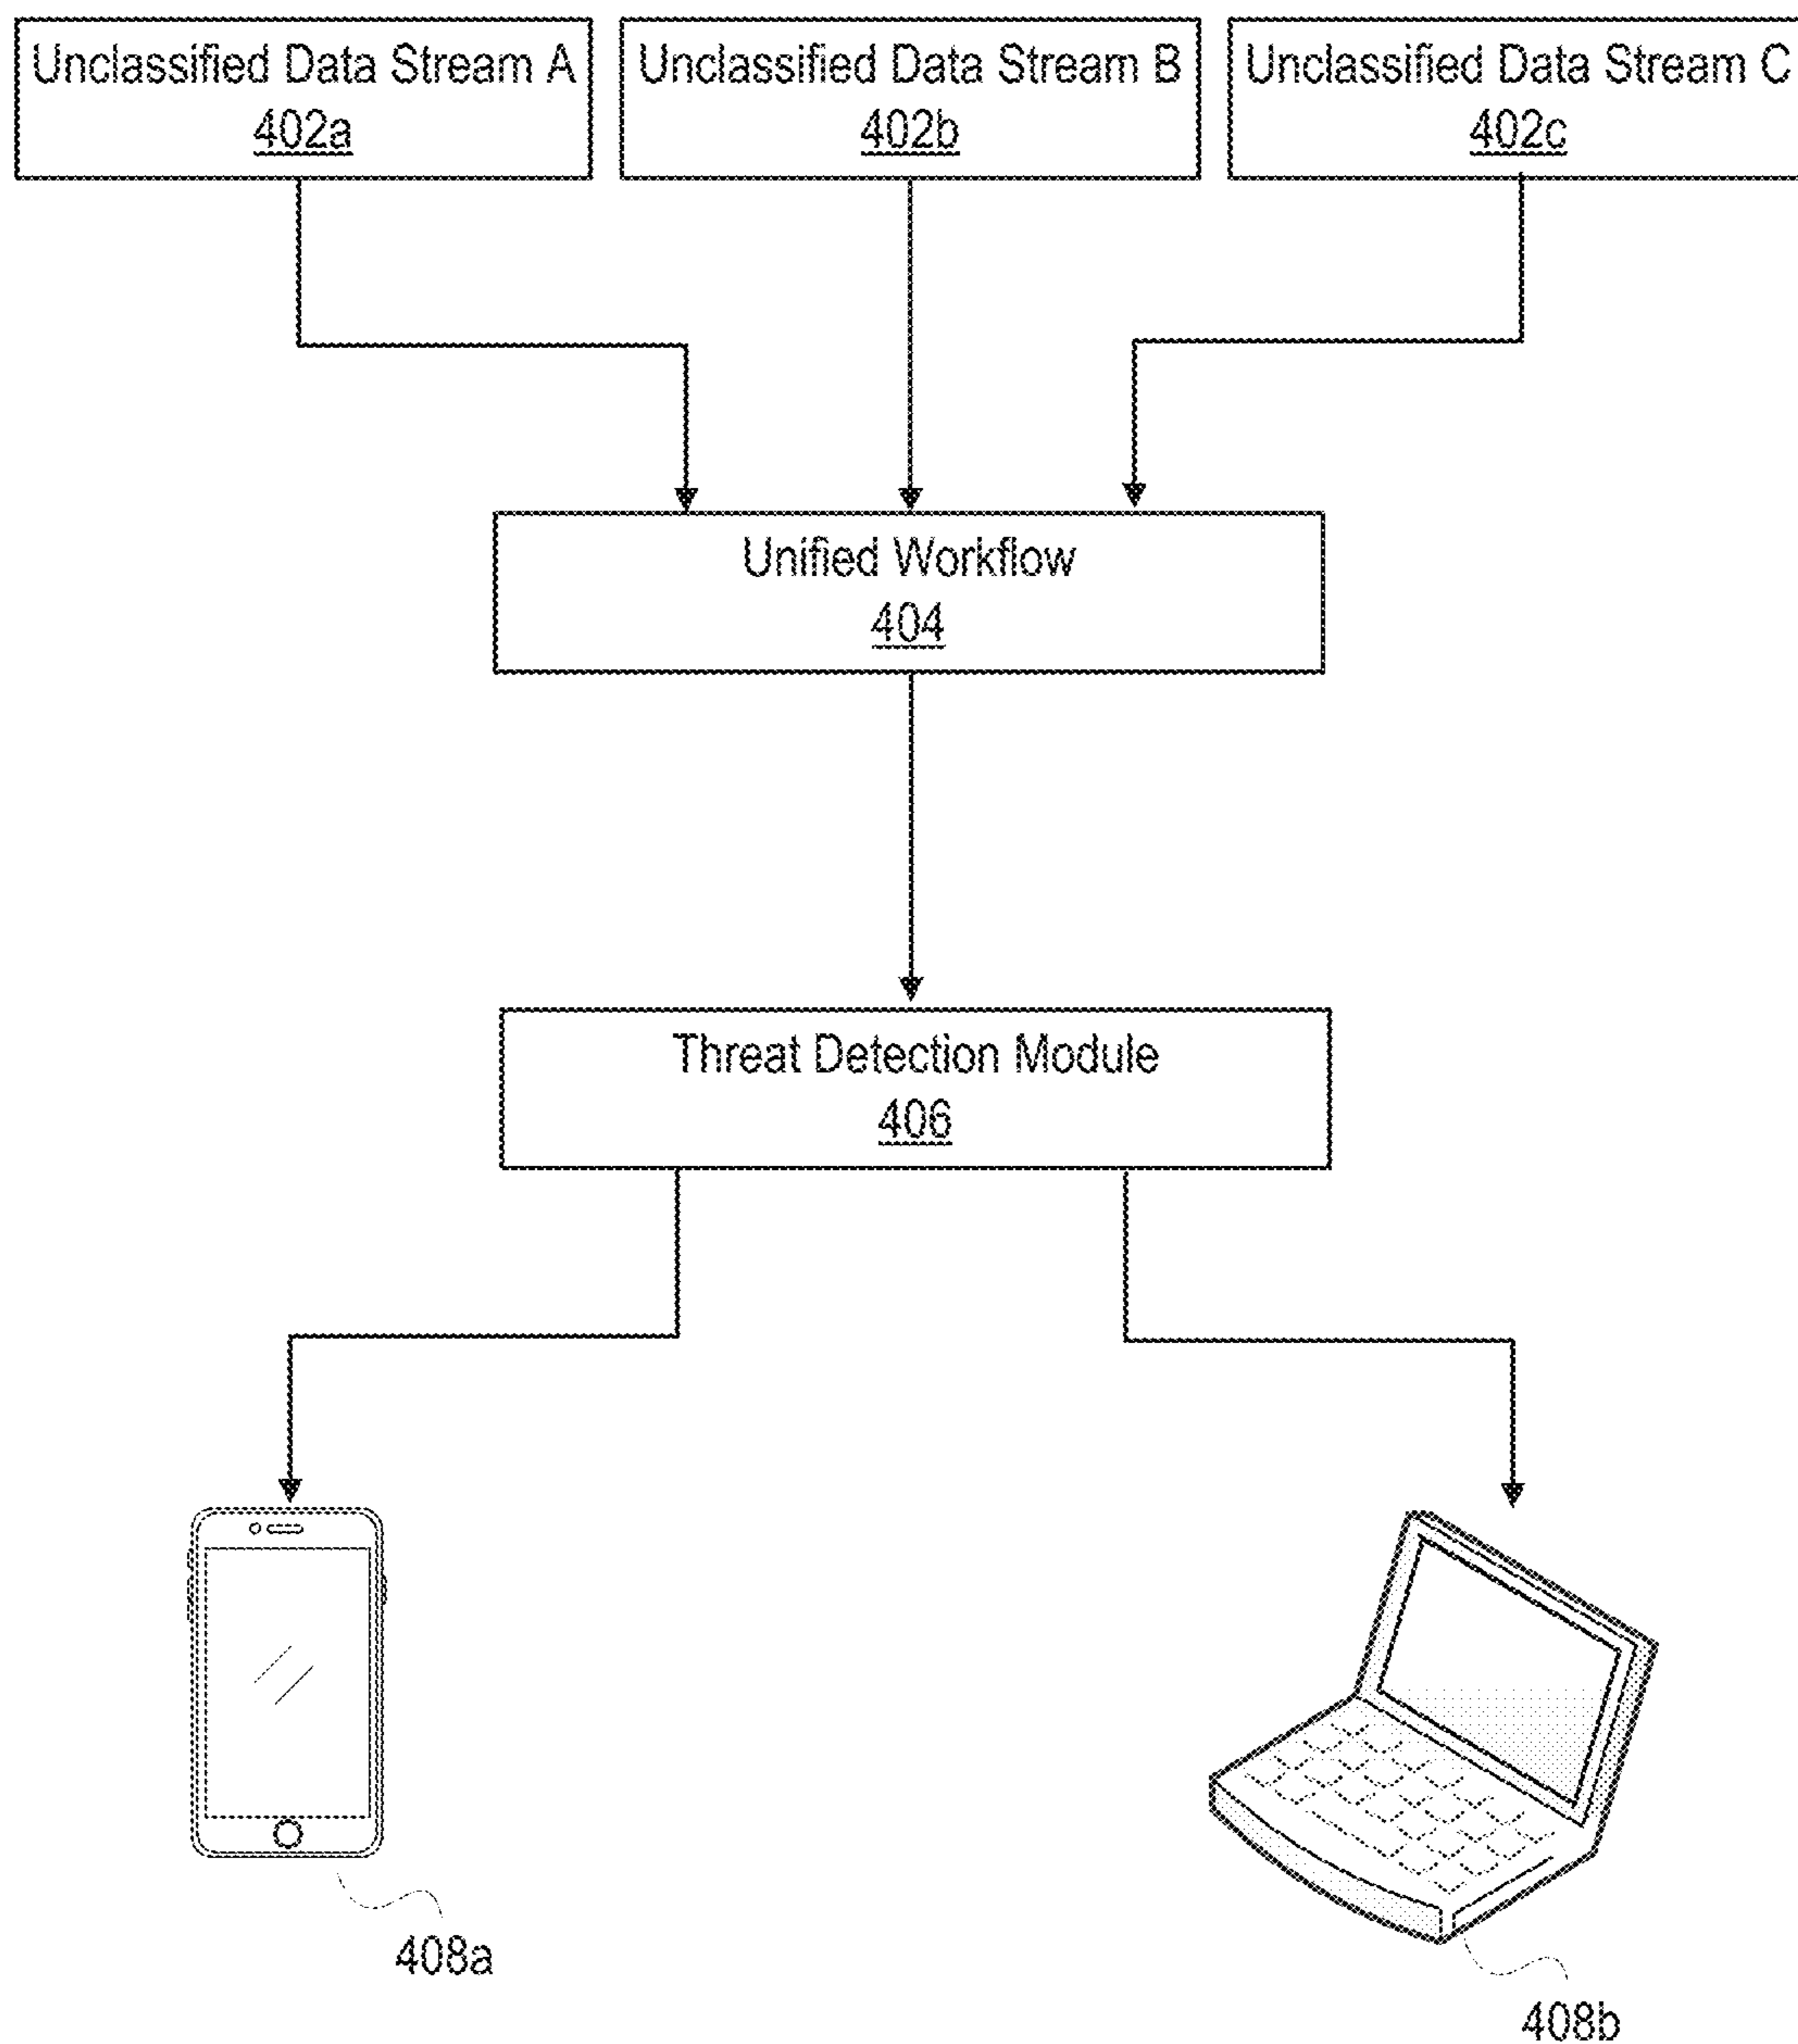 Unclassified Data Stream A
402a
Unclassified Data Stream B
402b
Unclassified Data Stream C
402c
Unified Workflow
404
Threat Detection Module
406
408a
408b